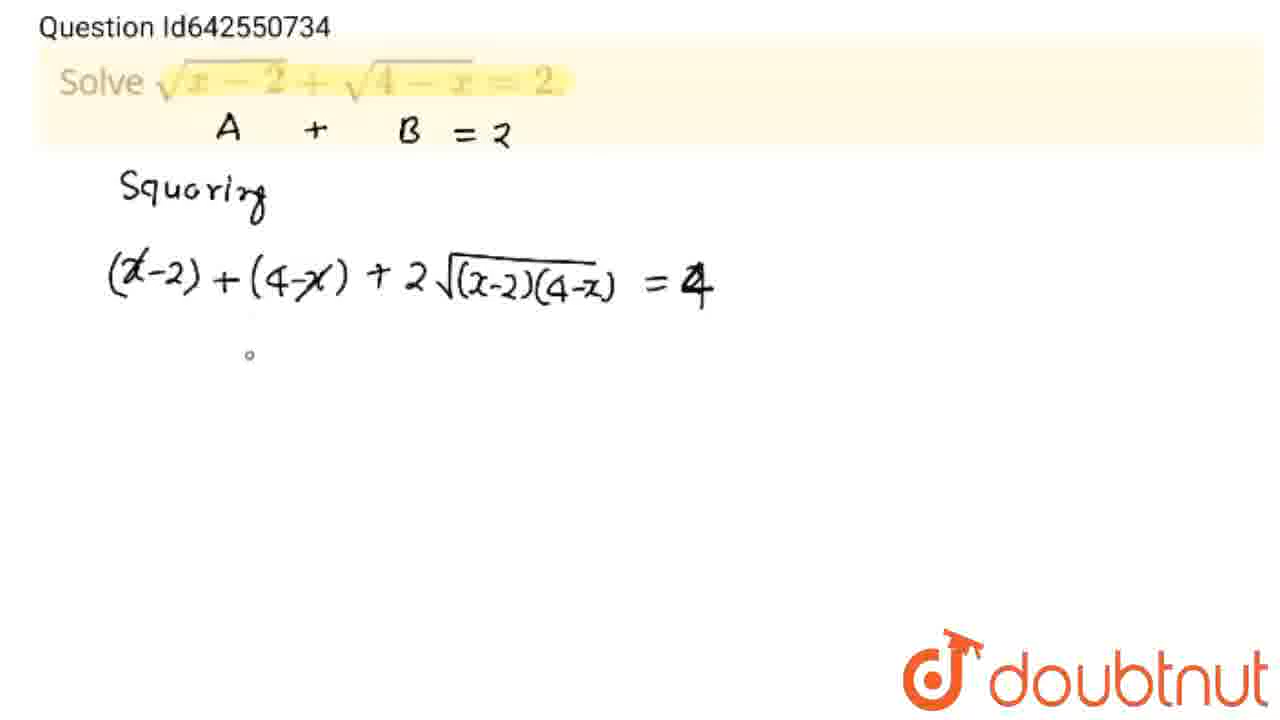 Question Id642550734
Solve √(x − 2) + √(4 − x) = 2.
A + B = 2
Squaring
(x-2) + (4-x) + 2√(x-2)(4-x) = 4
doubtnut